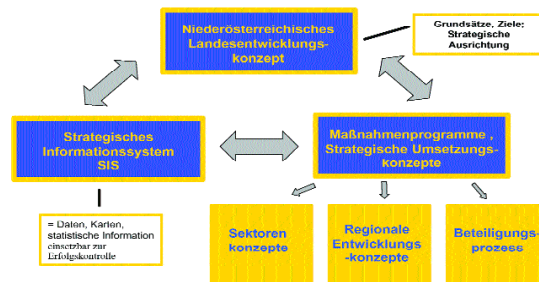 Niederösterreichisches
Landesentwicklungs-
konzept
Grundsätze, Ziele;
Strategische
Ausrichtung
Strategisches
Informationssystem
SIS
Maßnahmenprogramme ,
Strategische Umsetzungs-
konzepte
= Daten, Karten,
statistische Information
einsetzbar zur
Erfolgskontrolle
Sektoren
konzepte
Regionale
Entwicklungs
-konzepte
Beteiligungs-
prozess